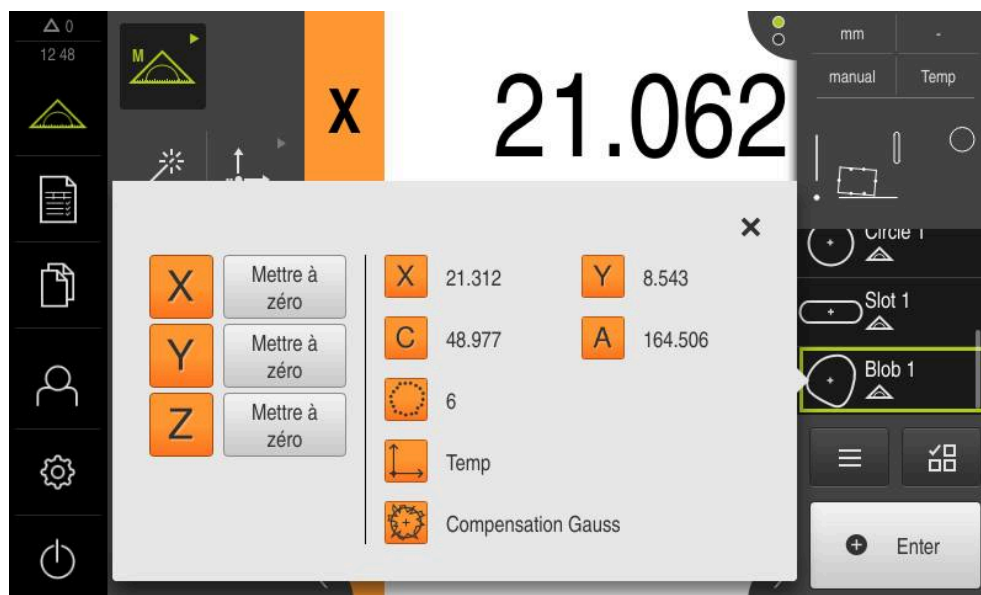 0
12 48
M
X
21.062
mm
-
manual
Temp
Circle 1
Slot 1
Blob 1
X
Mettre à
zéro
Y
Mettre à
zéro
Z
Mettre à
zéro
X 21.312
Y 8.543
C 48.977
A 164.506
6
Temp
Compensation Gauss
Enter